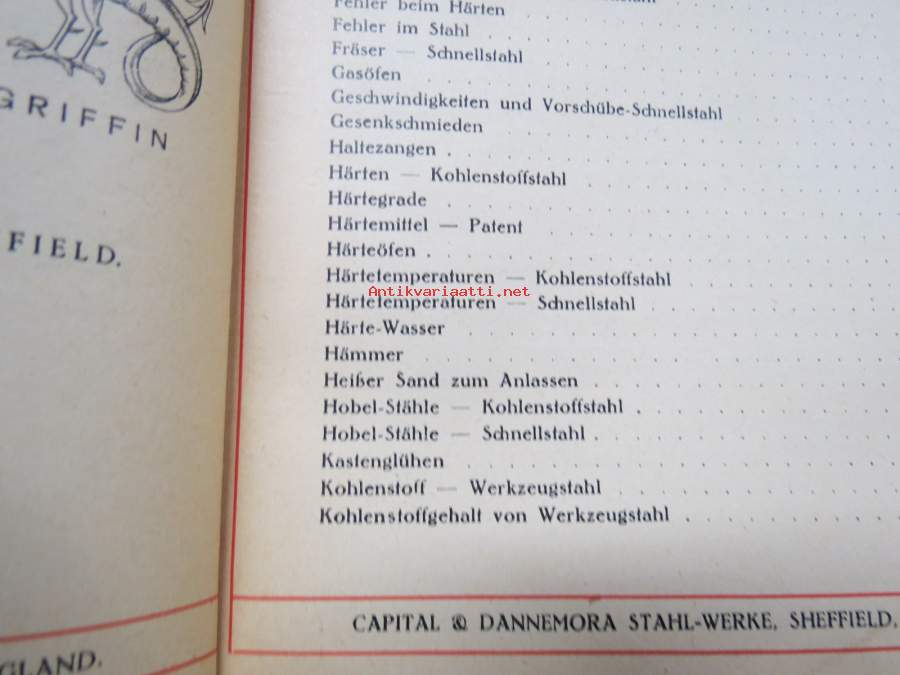 GRIFFIN
FIELD.
GLAND.
Fehler beim Härten
Fehler im Stahl
Fräser — Schnellstahl
Gasöfen
Geschwindigkeiten und Vorschübe-Schnellstahl
Gesenkschmieden
Haltezangen
Härten — Kohlenstoffstahl
Härtegrade
Härtemittel — Patent
Härteöfen
Härtetemperaturen — Kohlenstoffstahl
Antikvariaatti.net
Härtetemperaturen — Schnellstahl
Härte-Wasser
Hämmer
Heißer Sand zum Anlassen
Hobel-Stähle — Kohlenstoffstahl
Hobel-Stähle — Schnellstahl
Kastenglühen
Kohlenstoff — Werkzeugstahl
Kohlenstoffgehalt von Werkzeugstahl
CAPITAL & DANNEMORA STAHL-WERKE, SHEFFIELD,